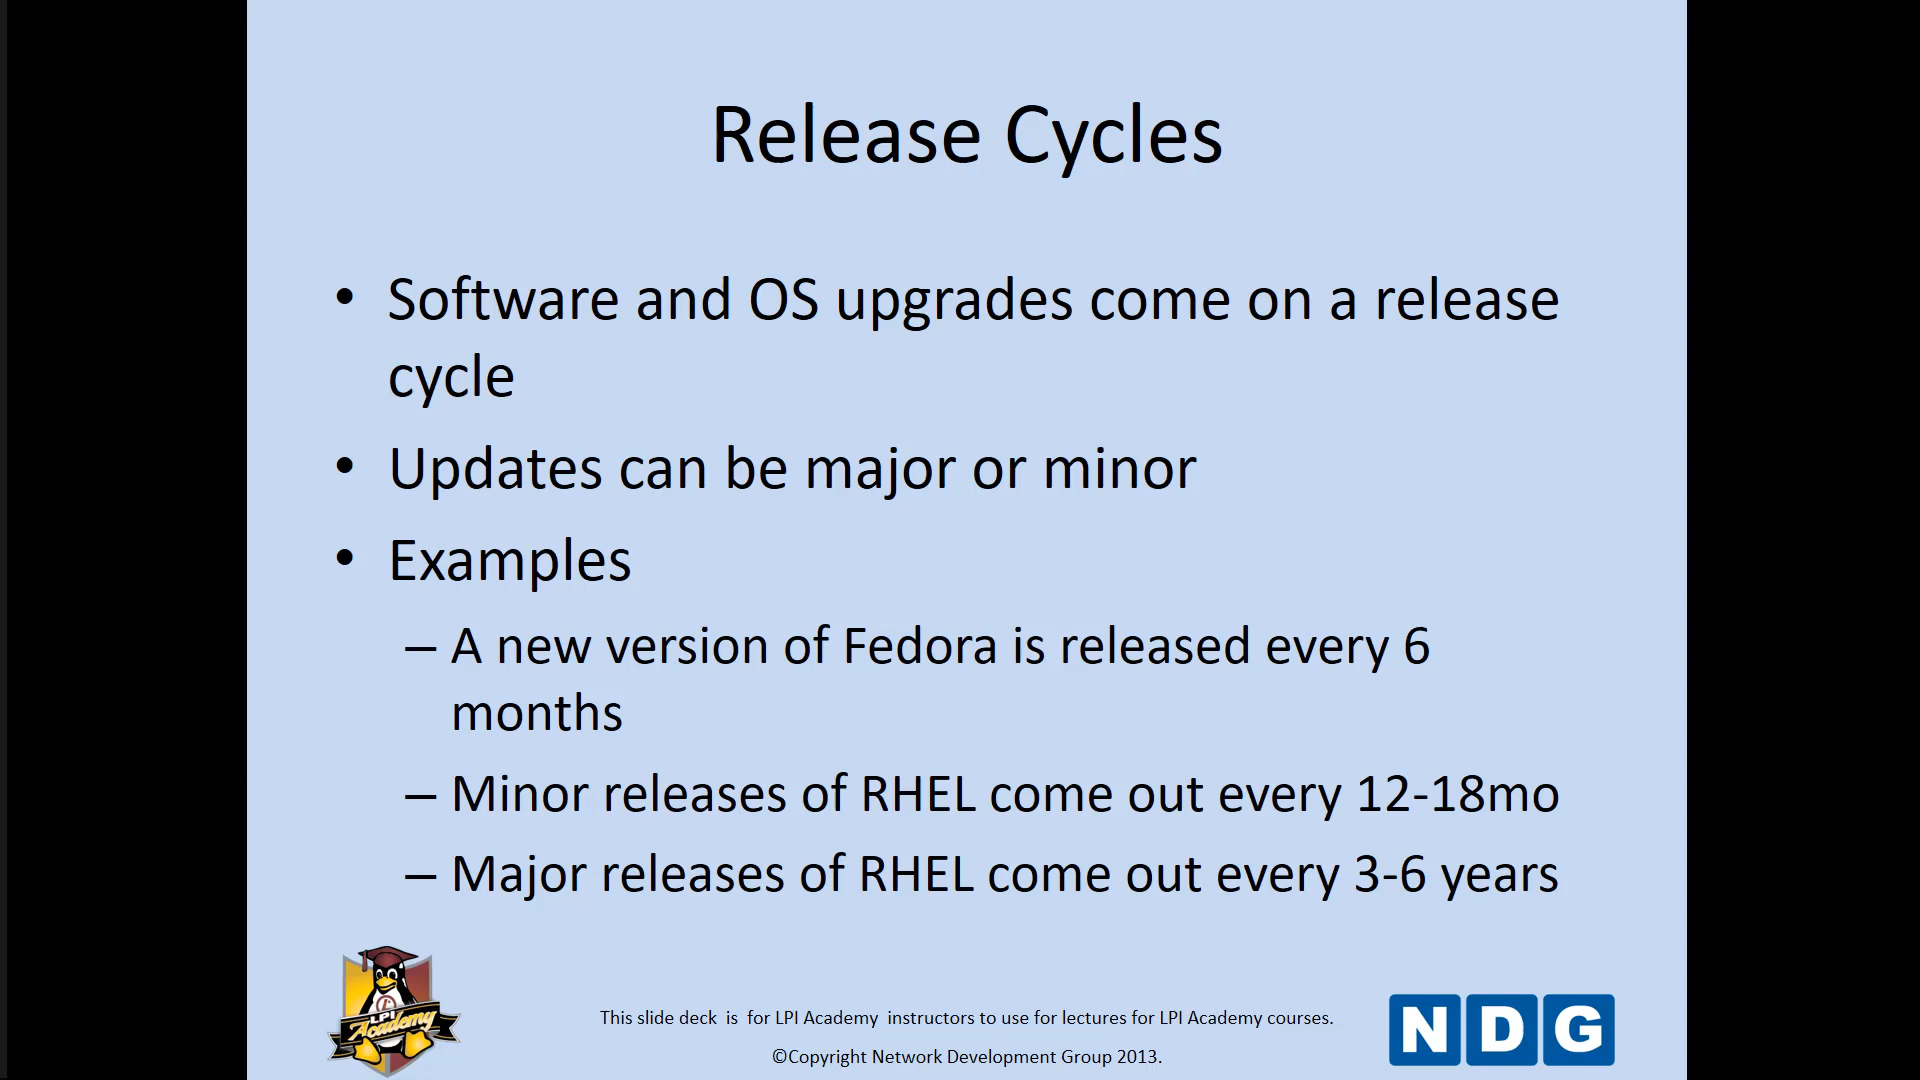 Release Cycles
• Software and OS upgrades come on a release
cycle
• Updates can be major or minor
• Examples
– A new version of Fedora is released every 6
months
– Minor releases of RHEL come out every 12-18mo
– Major releases of RHEL come out every 3-6 years
LPI
Academy
This slide deck is for LPI Academy instructors to use for lectures for LPI Academy courses.
©Copyright Network Development Group 2013.
NDG